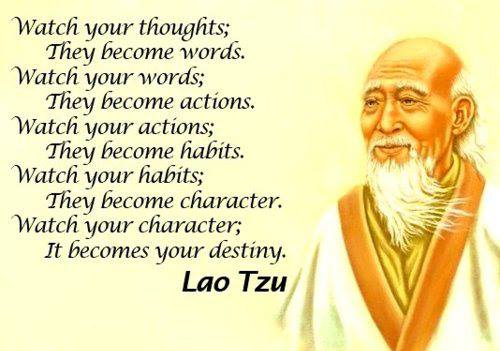 Watch your thoughts;
They become words.
Watch your words;
They become actions.
Watch your actions;
They become habits.
Watch your habits;
They become character.
Watch your character;
It becomes your destiny.
Lao Tzu